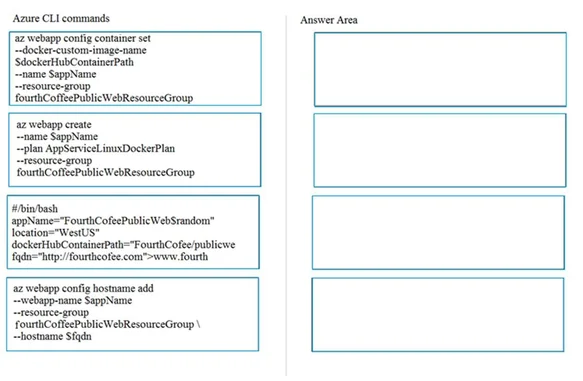 Azure CLI commands
Answer Area
az webapp config container set
--docker-custom-image-name
$dockerHubContainerPath
--name $appName
--resource-group
fourthCoffeePublicWebResourceGroup
az webapp create
--name $appName
--plan AppServiceLinuxDockerPlan
--resource-group
fourthCoffeePublicWebResourceGroup
#/bin/bash
appName="FourthCofeePublicWeb$random"
location="WestUS"
dockerHubContainerPath="FourthCofee/publicwe
fqdn="http://fourthcofee.com">www.fourth
az webapp config hostname add
--webapp-name $appName
--resource-group
fourthCoffeePublicWebResourceGroup \
--hostname $fqdn